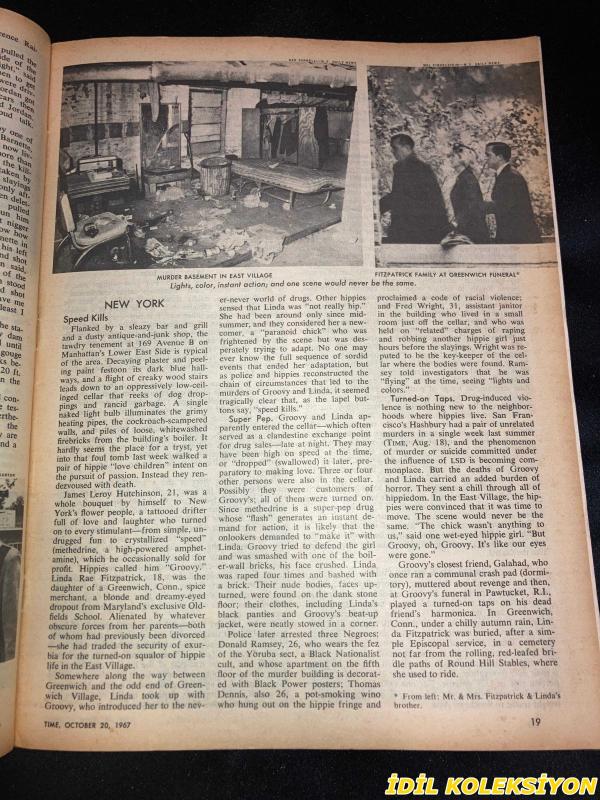 MURDER BASEMENT IN EAST VILLAGE
FITZPATRICK FAMILY AT GREENWICH FUNERAL*
Lights, color, instant action; and one scene would never be the same.
NEW YORK
Speed Kills
Flanked by a sleazy bar and grill
and a dusty antique-and-junk shop, the
tawdry tenement at 169 Avenue B on
Manhattan's Lower East Side is typical
of the area. Decaying plaster and peel-
ing paint festoon its dark blue hall-
ways, and a flight of creaky wood stairs
leads down to an oppressively low-ceil-
inged cellar that reeks of dog drop-
pings and rancid garbage. A single
naked light bulb illuminates the grimy
heating pipes, the cockroach-scampered
walls, and piles of loose, whitewashed
firebricks from the building's boiler. It
hardly seems the place for a tryst, yet
into that foul tomb last week walked a
pair of hippie "love children" intent on
the pursuit of passion. Instead they ren-
dezvoused with death.
James Leroy Hutchinson, 21, was a
whole bouquet by himself to New
York's flower people, a tattooed drifter
full of love and laughter who turned
on to every stimulant—from simple, un-
drugged fun to crystallized "speed"
(methedrine, a high-powered amphet-
amine), which he occasionally sold for
profit. Hippies called him "Groovy."
Linda Rae Fitzpatrick, 18, was the
daughter of a Greenwich, Conn., spice
merchant, a blonde and dreamy-eyed
dropout from Maryland's exclusive Old-
fields School. Alienated by whatever
obscure forces from her parents—both
of whom had previously been divorced
—she had traded the security of exur-
bia for the turned-on squalor of hippie
life in the East Village.
Somewhere along the way between
Greenwich and the odd end of Green-
wich Village, Linda took up with
Groovy, who introduced her to the nev-
er-never world of drugs. Other hippies
sensed that Linda was "not really hip."
She had been around only since mid-
summer, and they considered her a new-
comer, a "paranoid chick" who was
frightened by the scene but was des-
perately trying to adapt. No one may
ever know the full sequence of sordid
events that ended her adaptation, but
as police and hippies reconstructed the
chain of circumstances that led to the
murders of Groovy and Linda, it seemed
tragically clear that, as the lapel but-
tons say, "speed kills."
Super Pep. Groovy and Linda ap-
parently entered the cellar—which often
served as a clandestine exchange point
for drug sales—late at night. They may
have been high on speed at the time,
or "dropped" (swallowed) it later, pre-
paratory to making love. Three or four
other persons were also in the cellar.
Possibly they were customers of
Groovy's; all of them were turned on.
Since methedrine is a super-pep drug
whose "flash" generates an instant de-
mand for action, it is likely that the
onlookers demanded to "make it" with
Linda. Groovy tried to defend the girl
and was smashed with one of the boil-
er-wall bricks, his face crushed. Linda
was raped four times and bashed with
a brick. Their nude bodies, faces up-
turned, were found on the dank stone
floor; their clothes, including Linda's
black panties and Groovy's beat-up
jacket, were neatly stowed in a corner.
Police later arrested three Negroes:
Donald Ramsey, 26, who wears the fez
of the Yoruba sect, a Black Nationalist
cult, and whose apartment on the fifth
floor of the murder building is decorat-
ed with Black Power posters; Thomas
Dennis, also 26, a pot-smoking wino
who hung out on the hippie fringe and
proclaimed a code of racial violence;
and Fred Wright, 31, assistant janitor
in the building who lived in a small
room just off the cellar, and who was
held on "related" charges of raping
and robbing another hippie girl just
hours before the slayings. Wright was re-
puted to be the key-keeper of the cel-
lar where the bodies were found. Ram-
sey told investigators that he was
"flying" at the time, seeing "lights and
colors."
Turned-on Taps. Drug-induced vio-
lence is nothing new to the neighbor-
hoods where hippies live. San Fran-
cisco's Hashbury had a pair of unrelated
murders in a single week last summer
(TIME, Aug. 18), and the phenomenon
of murder or suicide committed under
the influence of LSD is becoming com-
monplace. But the deaths of Groovy
and Linda carried an added burden of
horror. They sent a chill through all of
hippiedom. In the East-Village, the hip-
pies were convinced that it was time to
move. The scene would never be the
same. "The chick wasn't anything to
us," said one wet-eyed hippie girl. "But
Groovy, oh, Groovy. It's like our eyes
were gone."
Groovy's closest friend, Galahad, who
once ran a communal crash pad (dormi-
tory), muttered about revenge and then,
at Groovy's funeral in Pawtucket, R.I.,
played a turned-on taps on his dead
friend's harmonica. In Greenwich,
Conn., under a chilly autumn rain, Lin-
da Fitzpatrick was buried, after a sim-
ple Episcopal service, in a cemetery
not far from the rolling, red-leafed bri-
dle paths of Round Hill Stables, where
she used to ride.
* From left: Mr. & Mrs. Fitzpatrick & Linda's
brother.
TIME, OCTOBER 20, 1967
19
İDİL KOLEKSİYON